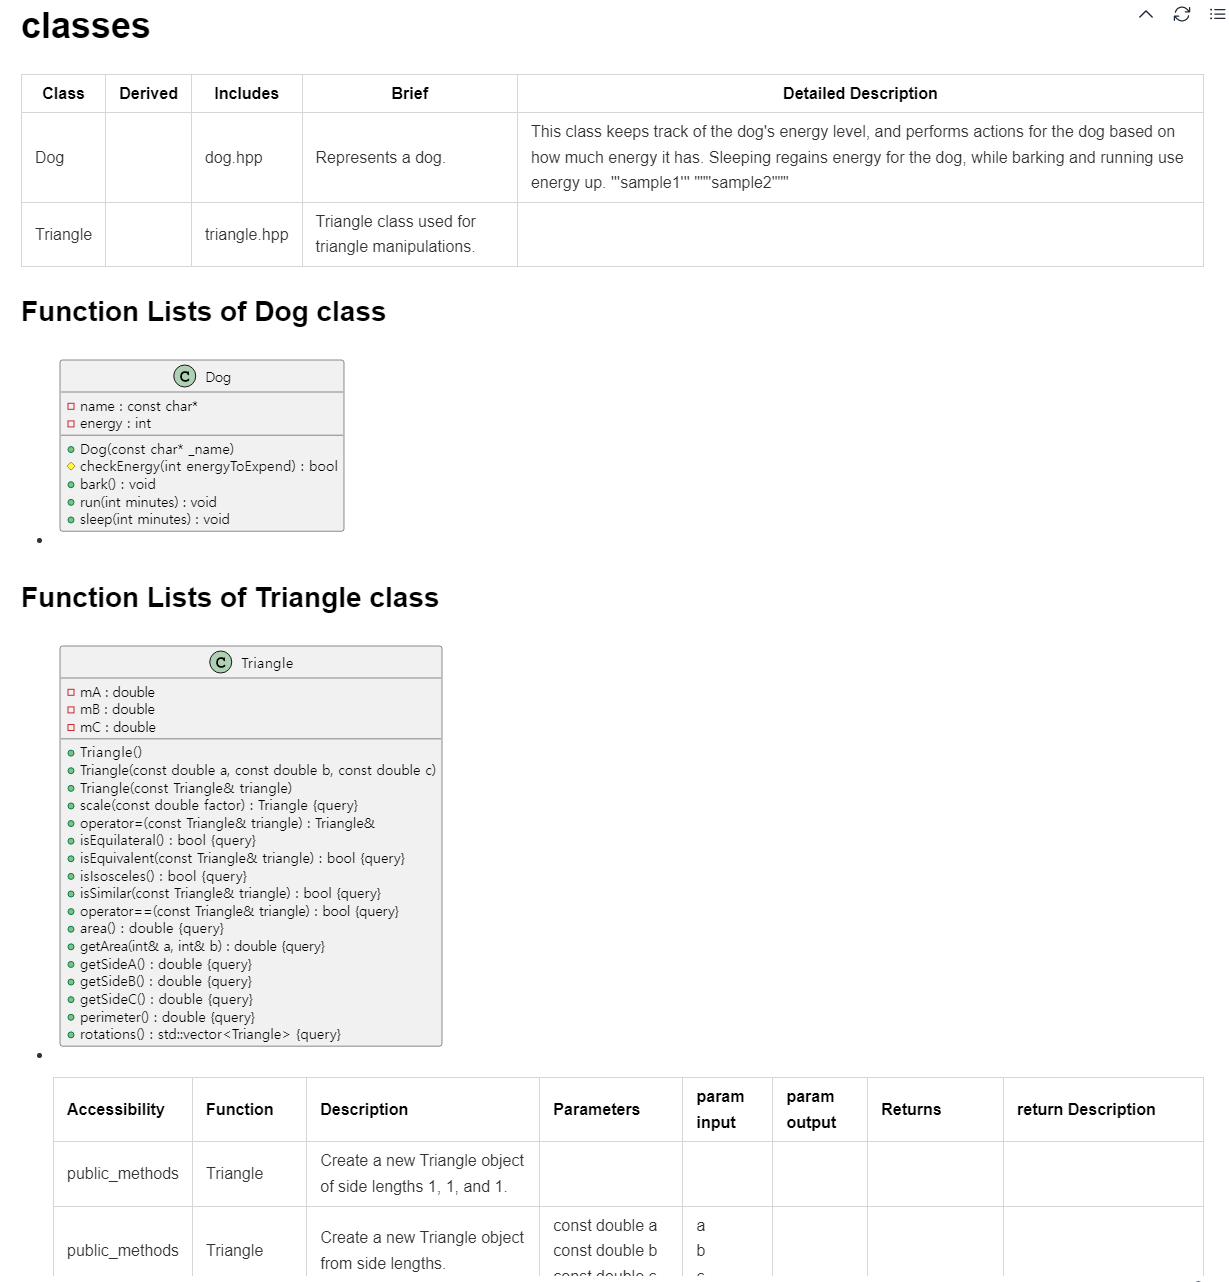 classes
Class Derived Includes Brief Detailed Description
Dog dog.hpp Represents a dog. This class keeps track of the dog's energy level, and performs actions for the dog based on
how much energy it has. Sleeping regains energy for the dog, while barking and running use
energy up. '"sample1"' """"sample2""""
Triangle triangle.hpp Triangle class used for
triangle manipulations.
Function Lists of Dog class
C Dog
name : const char*
energy : int
Dog(const char* _name)
checkEnergy(int energyToExpend) : bool
bark() : void
run(int minutes) : void
sleep(int minutes) : void
Function Lists of Triangle class
C Triangle
mA : double
mB : double
mC : double
Triangle()
Triangle(const double a, const double b, const double c)
Triangle(const Triangle& triangle)
scale(const double factor) : Triangle {query}
operator=(const Triangle& triangle) : Triangle&
isEquilateral() : bool {query}
isEquivalent(const Triangle& triangle) : bool {query}
isIsosceles() : bool {query}
isSimilar(const Triangle& triangle) : bool {query}
operator==(const Triangle& triangle) : bool {query}
area() : double {query}
getArea(int& a, int& b) : double {query}
getSideA() : double {query}
getSideB() : double {query}
getSideC() : double {query}
perimeter() : double {query}
rotations() : std::vector<Triangle> {query}
Accessibility Function Description Parameters param
input param
output Returns return Description
public_methods Triangle Create a new Triangle object
of side lengths 1, 1, and 1.
public_methods Triangle Create a new Triangle object
from side lengths. const double a
const double b
const double c a
b
c